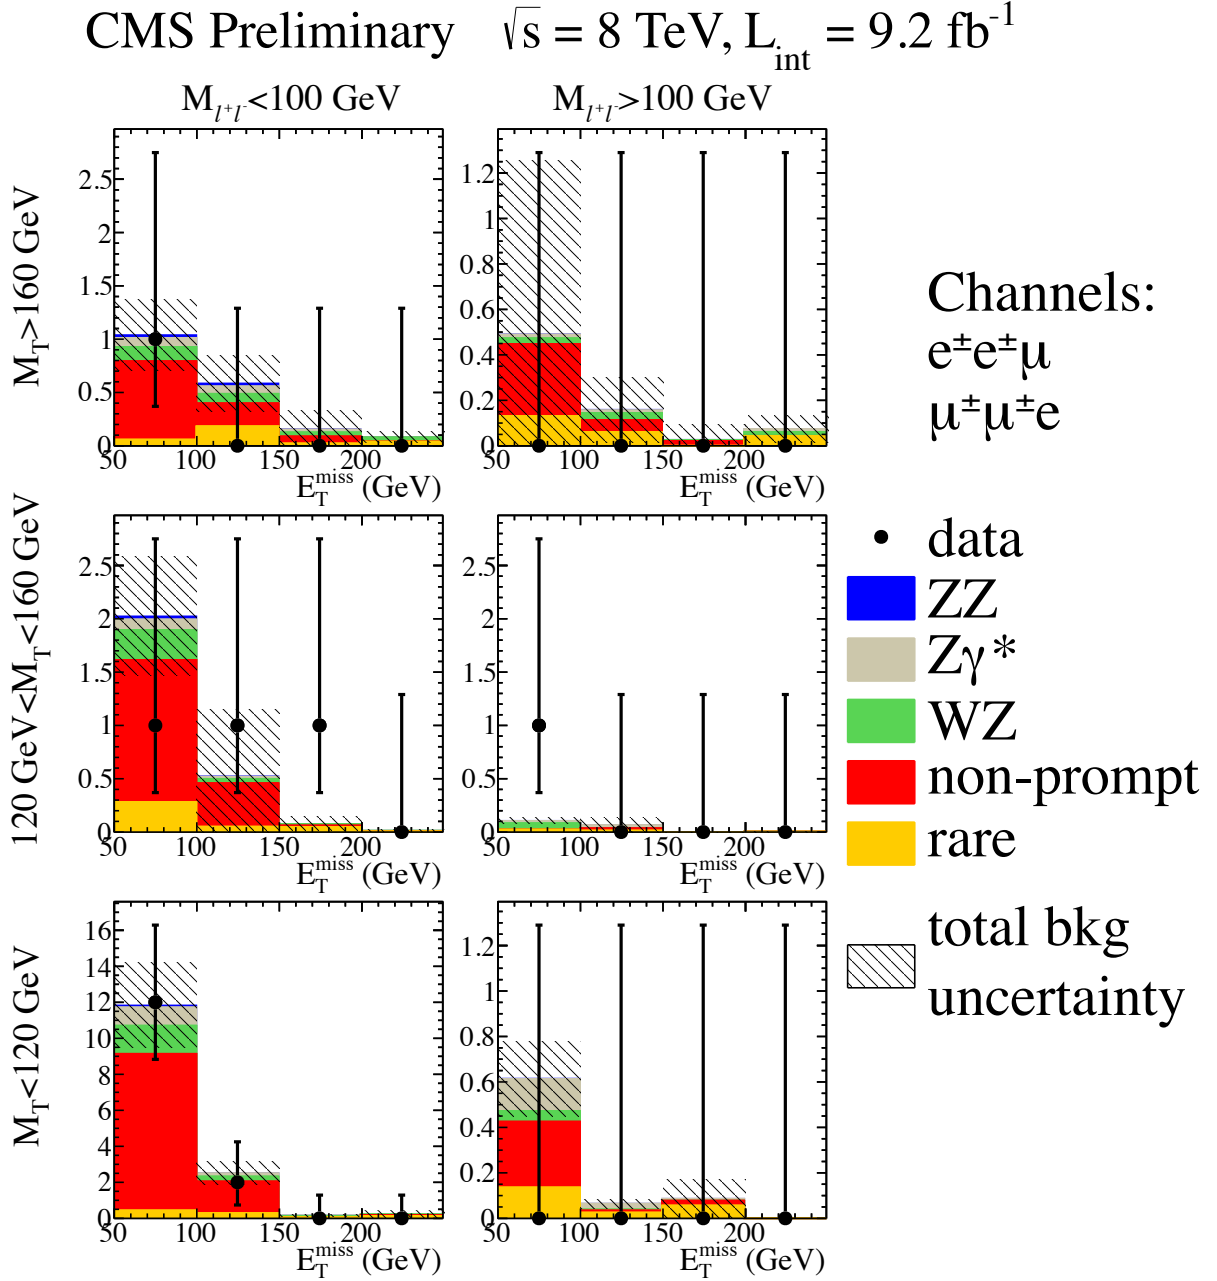 CMS Preliminary √s = 8 TeV, L_int = 9.2 fb⁻¹
M_l⁺l⁻<100 GeV M_l⁺l⁻>100 GeV
M_T>160 GeV
2.5
2
1.5
1
0.5
0
50 100 150 200
E_T^miss (GeV)
1.2
1
0.8
0.6
0.4
0.2
0
50 100 150 200
E_T^miss (GeV)
Channels:
e±e±μ
μ±μ±e
120 GeV<M_T<160 GeV
2.5
2
1.5
1
0.5
0
50 100 150 200
E_T^miss (GeV)
2.5
2
1.5
1
0.5
0
50 100 150 200
E_T^miss (GeV)
data
ZZ
Zγ*
WZ
non-prompt
rare
total bkg
uncertainty
M_T<120 GeV
16
14
12
10
8
6
4
2
0
50 100 150 200
E_T^miss (GeV)
1.2
1
0.8
0.6
0.4
0.2
0
50 100 150 200
E_T^miss (GeV)